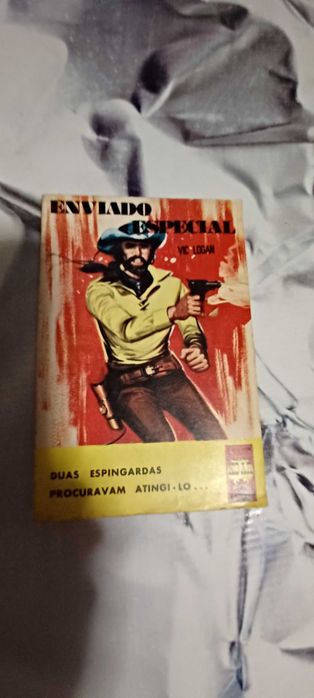 ENVIADO
ESPECIAL
VIC LOGAN
DUAS ESPINGARDAS
PROCURAVAM ATINGI-LO...